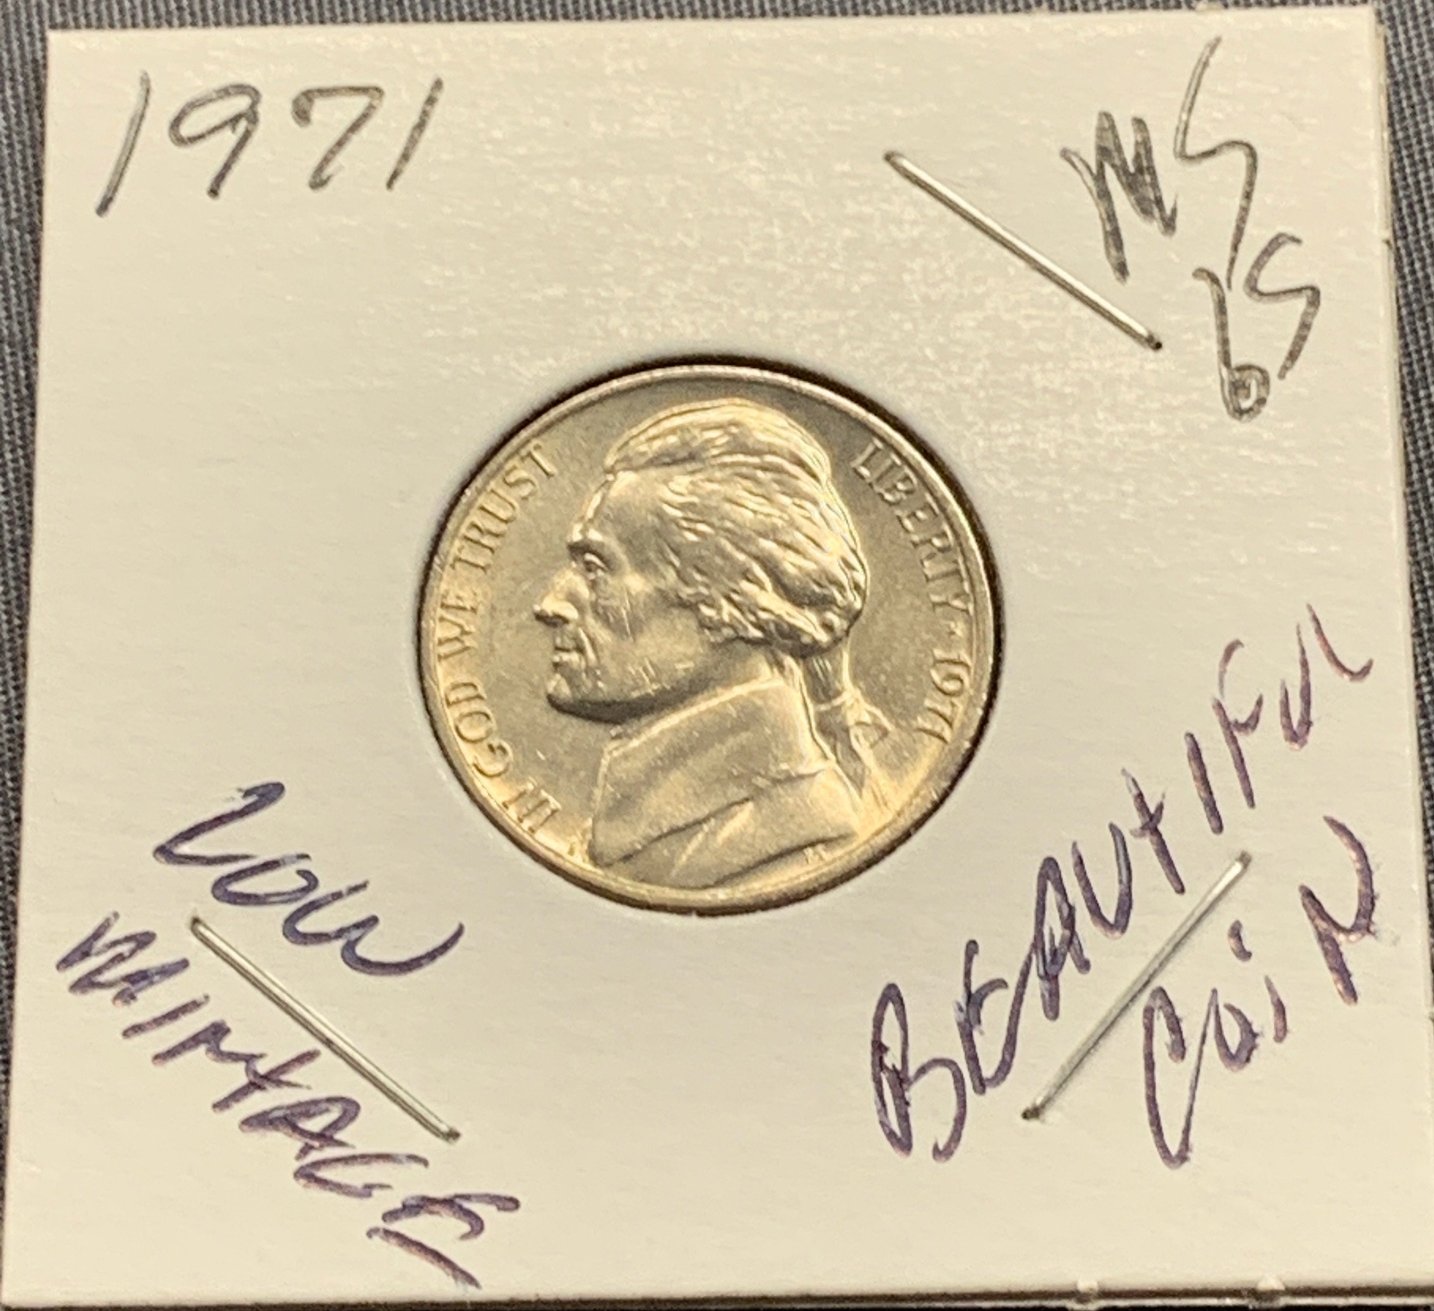 1971
MS
65
IN GOD WE TRUST
LIBERTY · 1971
LOW
MINTAGE
BEAUTIFUL
COiN